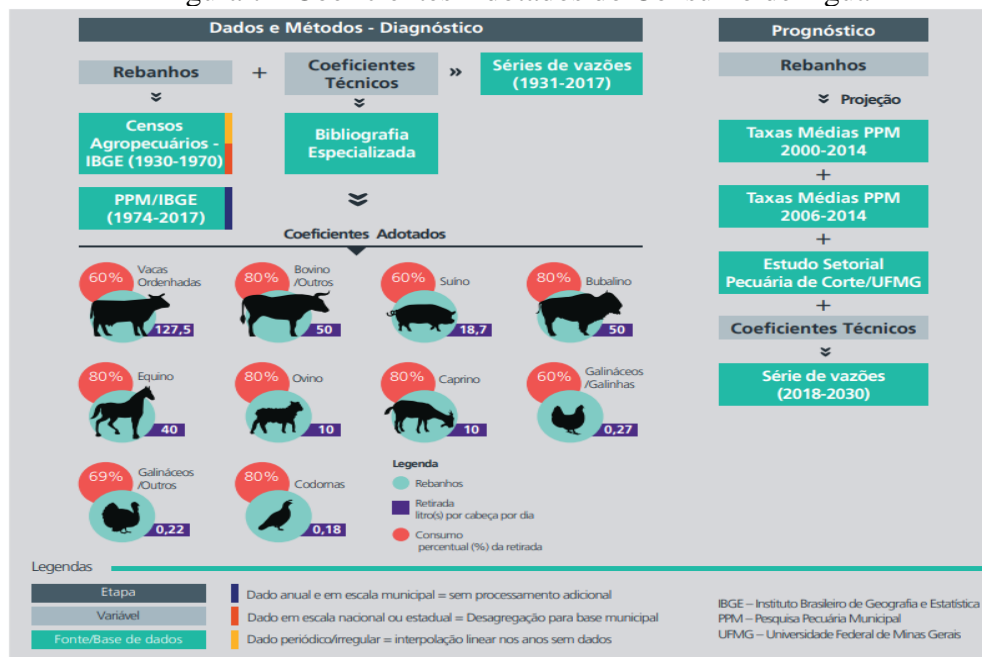 Dados e Métodos - Diagnóstico
Rebanhos
+
Coeficientes
Técnicos
»
Séries de vazões
(1931-2017)
Censos
Agropecuários -
IBGE (1930-1970)
Bibliografia
Especializada
PPM/IBGE
(1974-2017)
Coeficientes Adotados
60%
Vacas
Ordenhadas
127,5
80%
Bovino
/Outros
50
60%
Suíno
18,7
80%
Bubalino
50
80%
Equino
40
80%
Ovino
10
80%
Caprino
10
60%
Galináceos
/Galinhas
0,27
69%
Galináceos
/Outros
0,22
80%
Codornas
0,18
Legenda
Rebanhos
Retirada
litro(s) por cabeça por dia
Consumo
percentual (%) da retirada
Prognóstico
Rebanhos
Projeção
Taxas Médias PPM
2000-2014
+
Taxas Médias PPM
2006-2014
+
Estudo Setorial
Pecuária de Corte/UFMG
+
Coeficientes Técnicos
Série de vazões
(2018-2030)
Legendas
Etapa
Variável
Fonte/Base de dados
Dado anual e em escala municipal = sem processamento adicional
Dado em escala nacional ou estadual = Desagregação para base municipal
Dado periódico/irregular = interpolação linear nos anos sem dados
IBGE – Instituto Brasileiro de Geografia e Estatística
PPM – Pesquisa Pecuária Municipal
UFMG – Universidade Federal de Minas Gerais